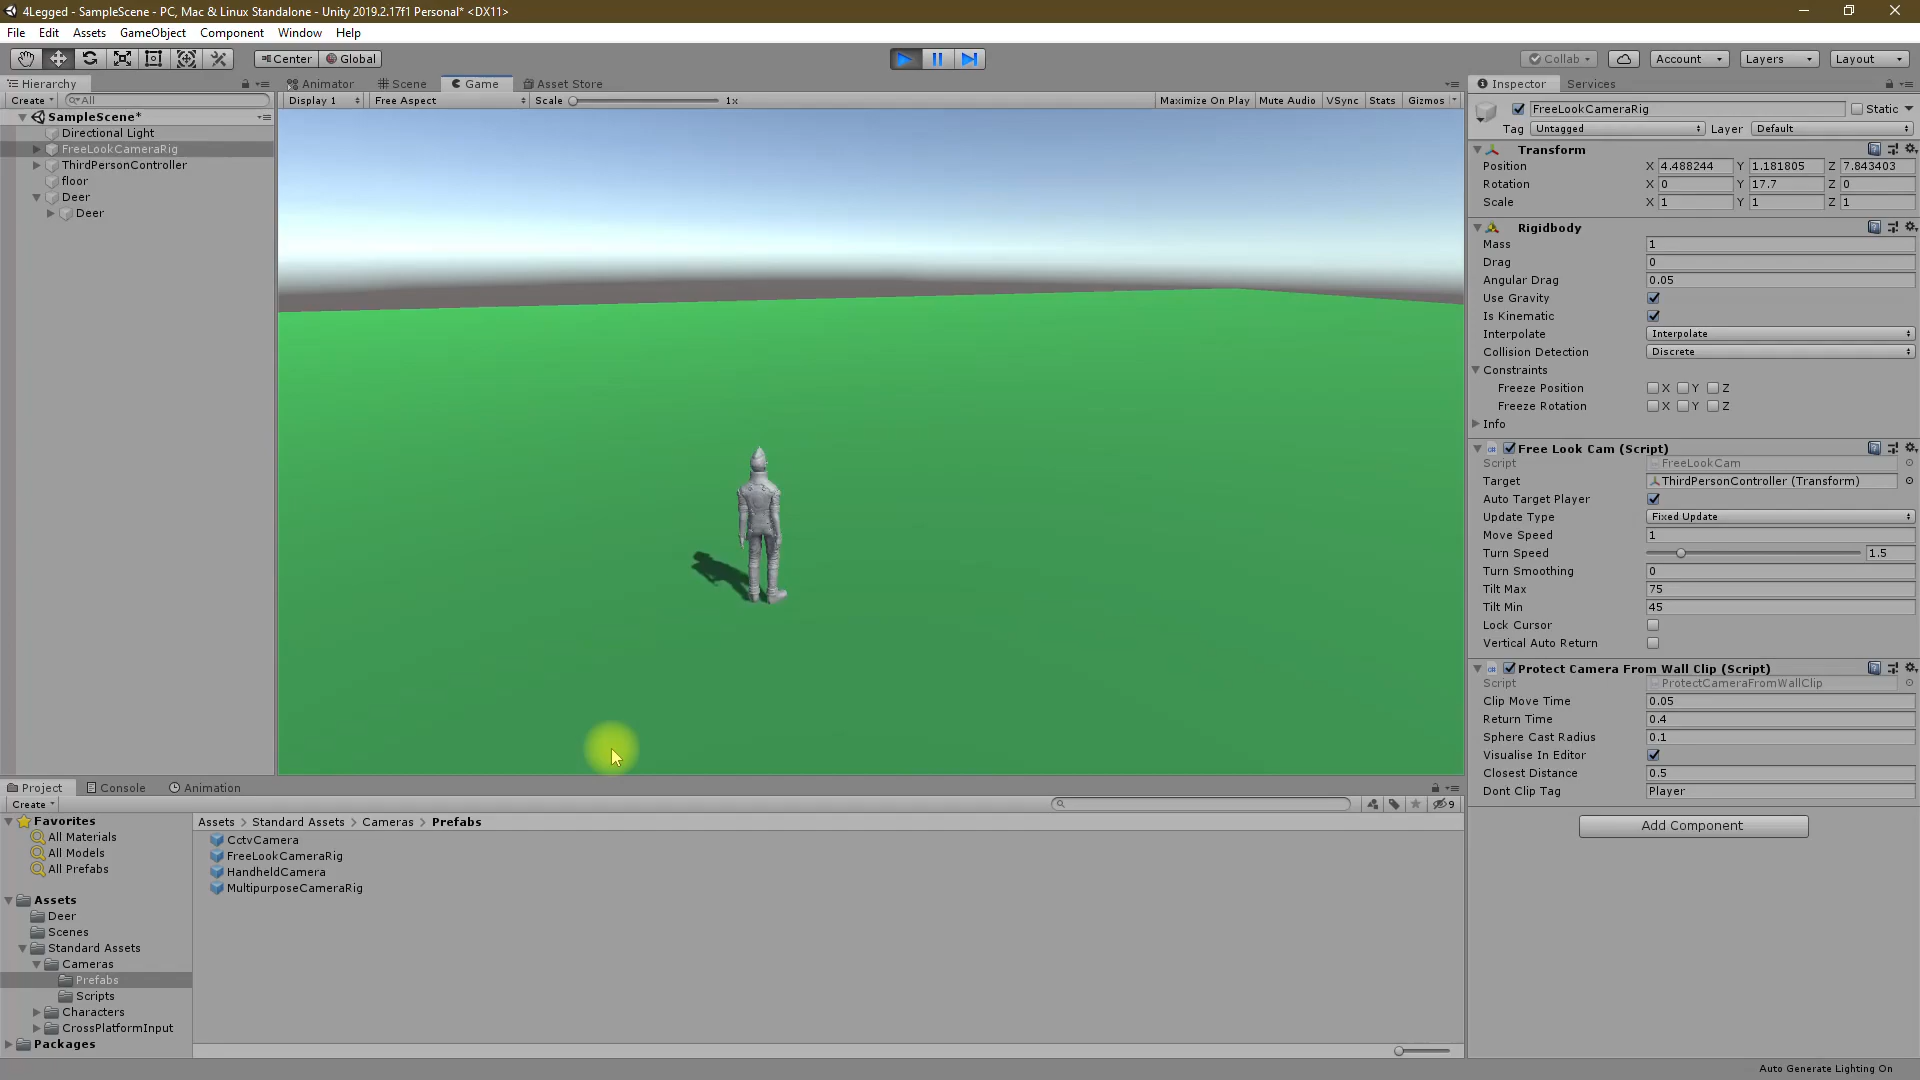 4Legged - SampleScene - PC, Mac & Linux Standalone - Unity 2019.2.17f1 Personal* <DX11>
File Edit Assets GameObject Component Window Help
Center Global
Collab Account Layers Layout
Hierarchy
Create All
SampleScene*
Directional Light
FreeLookCameraRig
ThirdPersonController
floor
Deer
Deer
Animator Scene Game Asset Store
Display 1 Free Aspect Scale 1x Maximize On Play Mute Audio VSync Stats Gizmos
Inspector Services
FreeLookCameraRig Static
Tag Untagged Layer Default
Transform
Position X 4.488244 Y 1.181805 Z 7.843403
Rotation X 0 Y 17.7 Z 0
Scale X 1 Y 1 Z 1
Rigidbody
Mass 1
Drag 0
Angular Drag 0.05
Use Gravity
Is Kinematic
Interpolate Interpolate
Collision Detection Discrete
Constraints
Freeze Position X Y Z
Freeze Rotation X Y Z
Info
Free Look Cam (Script)
Script FreeLookCam
Target ThirdPersonController (Transform)
Auto Target Player
Update Type Fixed Update
Move Speed 1
Turn Speed 1.5
Turn Smoothing 0
Tilt Max 75
Tilt Min 45
Lock Cursor
Vertical Auto Return
Protect Camera From Wall Clip (Script)
Script ProtectCameraFromWallClip
Clip Move Time 0.05
Return Time 0.4
Sphere Cast Radius 0.1
Visualise In Editor
Closest Distance 0.5
Dont Clip Tag Player
Add Component
Project Console Animation
Create 9
Favorites
All Materials
All Models
All Prefabs
Assets
Deer
Scenes
Standard Assets
Cameras
Prefabs
Scripts
Characters
CrossPlatformInput
Packages
Assets > Standard Assets > Cameras > Prefabs
CctvCamera
FreeLookCameraRig
HandheldCamera
MultipurposeCameraRig
Auto Generate Lighting On